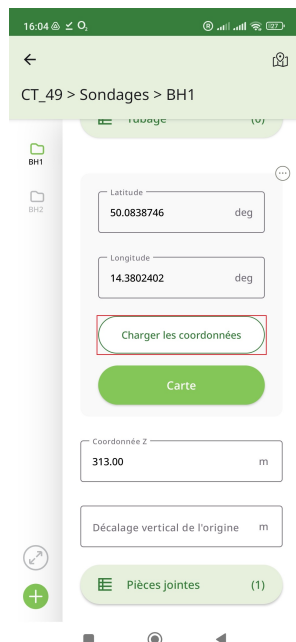 16:04
CT_49 > Sondages > BH1
Tubage (0)
BH1
BH2
Latitude
50.0838746 deg
Longitude
14.3802402 deg
Charger les coordonnées
Carte
Coordonnée Z
313.00 m
Décalage vertical de l'origine m
Pièces jointes (1)